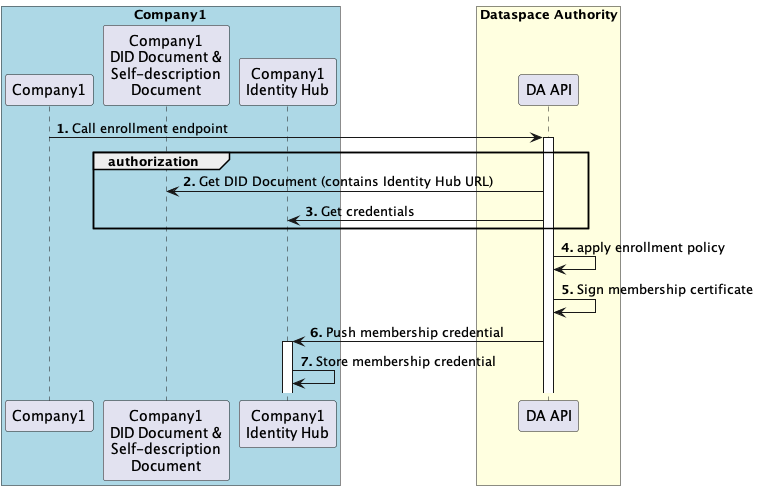 Company1
Dataspace Authority
Company1
Company1
DID Document &
Self-description
Document
Company1
Identity Hub
DA API
1. Call enrollment endpoint
authorization
2. Get DID Document (contains Identity Hub URL)
3. Get credentials
4. apply enrollment policy
5. Sign membership certificate
6. Push membership credential
7. Store membership credential
Company1
Company1
DID Document &
Self-description
Document
Company1
Identity Hub
DA API